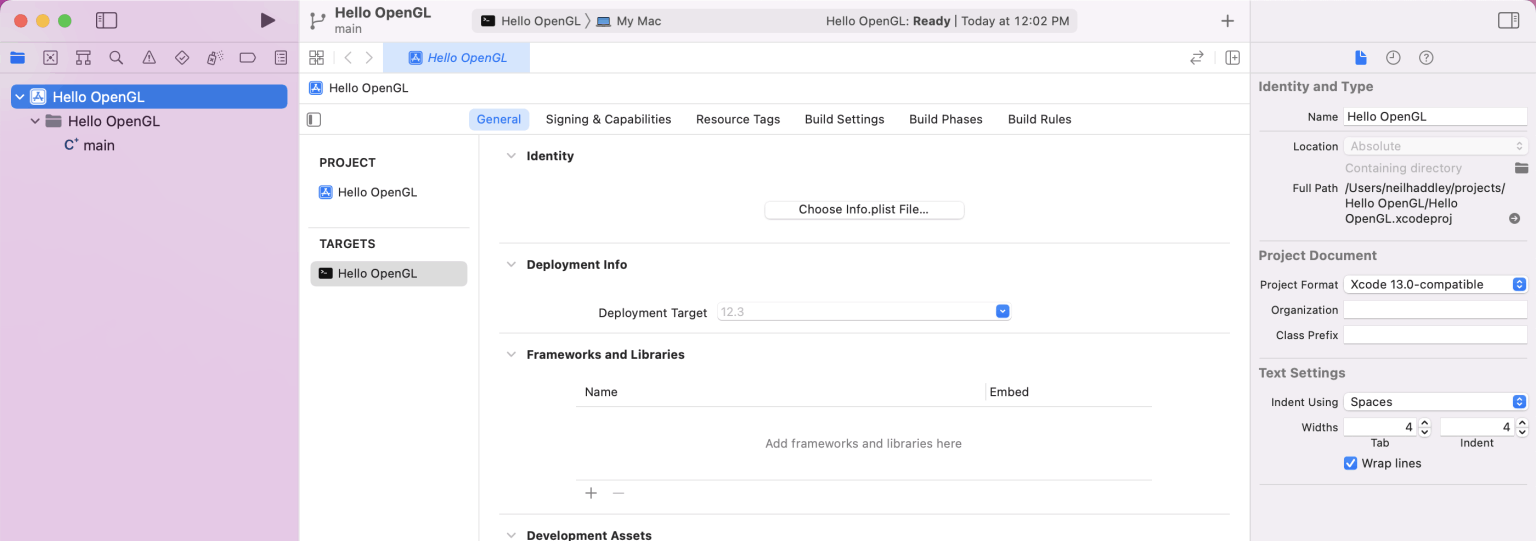 Hello OpenGL
main
Hello OpenGL 〉 My Mac
Hello OpenGL: Ready | Today at 12:02 PM
Hello OpenGL
Hello OpenGL
Hello OpenGL
C+ main
Hello OpenGL
General Signing & Capabilities Resource Tags Build Settings Build Phases Build Rules
PROJECT
Hello OpenGL
TARGETS
Hello OpenGL
Identity
Choose Info.plist File...
Deployment Info
Deployment Target 12.3
Frameworks and Libraries
Name Embed
Add frameworks and libraries here
Development Assets
Identity and Type
Name Hello OpenGL
Location Absolute
Containing directory
Full Path /Users/neilhaddley/projects/
Hello OpenGL/Hello
OpenGL.xcodeproj
Project Document
Project Format Xcode 13.0-compatible
Organization
Class Prefix
Text Settings
Indent Using Spaces
Widths 4 4
Tab Indent
Wrap lines